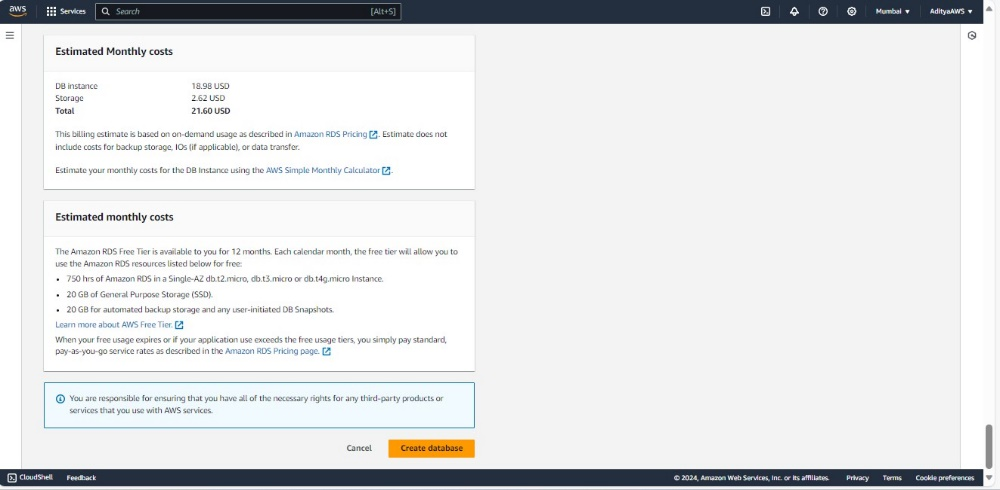 aws Services Search [Alt+S] Mumbai AdityaAWS
Estimated Monthly costs
DB instance 18.98 USD
Storage 2.62 USD
Total 21.60 USD
This billing estimate is based on on-demand usage as described in Amazon RDS Pricing. Estimate does not
include costs for backup storage, IOs (if applicable), or data transfer.
Estimate your monthly costs for the DB Instance using the AWS Simple Monthly Calculator.
Estimated monthly costs
The Amazon RDS Free Tier is available to you for 12 months. Each calendar month, the free tier will allow you to
use the Amazon RDS resources listed below for free:
• 750 hrs of Amazon RDS in a Single-AZ db.t2.micro, db.t3.micro or db.t4g.micro Instance.
• 20 GB of General Purpose Storage (SSD).
• 20 GB for automated backup storage and any user-initiated DB Snapshots.
Learn more about AWS Free Tier.
When your free usage expires or if your application use exceeds the free usage tiers, you simply pay standard,
pay-as-you-go service rates as described in the Amazon RDS Pricing page.
You are responsible for ensuring that you have all of the necessary rights for any third-party products or
services that you use with AWS services.
Cancel Create database
CloudShell Feedback © 2024, Amazon Web Services, Inc. or its affiliates. Privacy Terms Cookie preferences